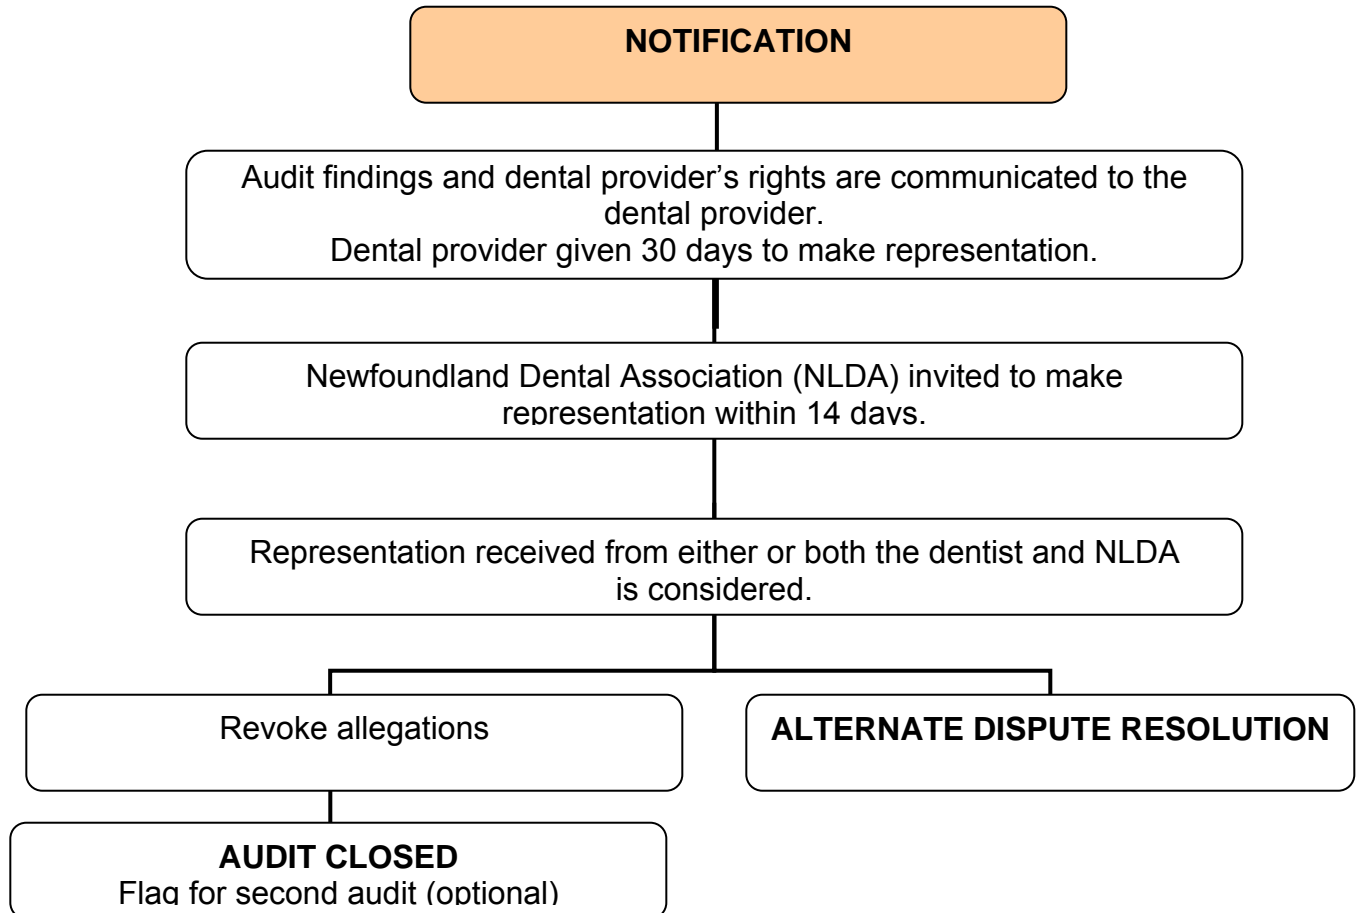 NOTIFICATION
Audit findings and dental provider’s rights are communicated to the
dental provider.
Dental provider given 30 days to make representation.
Newfoundland Dental Association (NLDA) invited to make
representation within 14 days.
Representation received from either or both the dentist and NLDA
is considered.
Revoke allegations
ALTERNATE DISPUTE RESOLUTION
AUDIT CLOSED
Flag for second audit (optional)